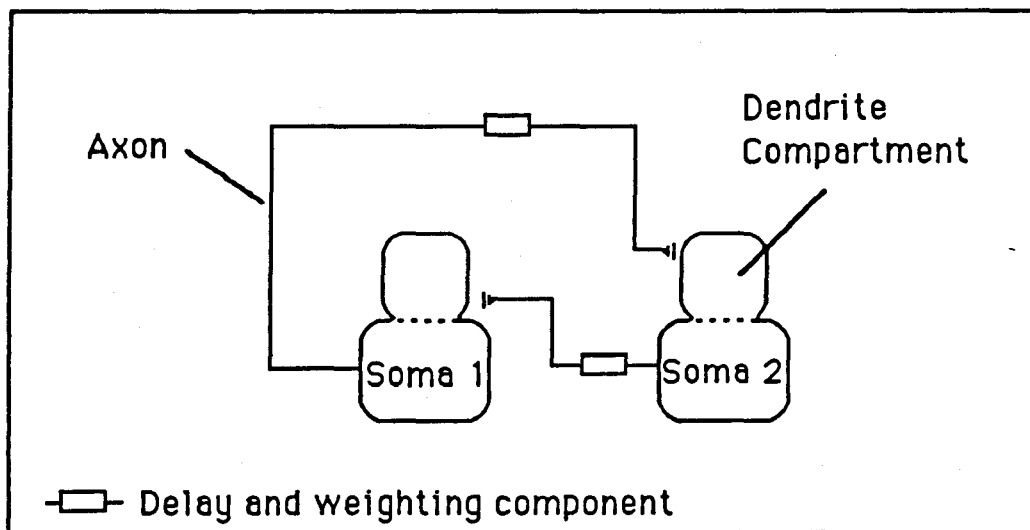 Axon
Dendrite
Compartment
Soma 1
Soma 2
Delay and weighting component